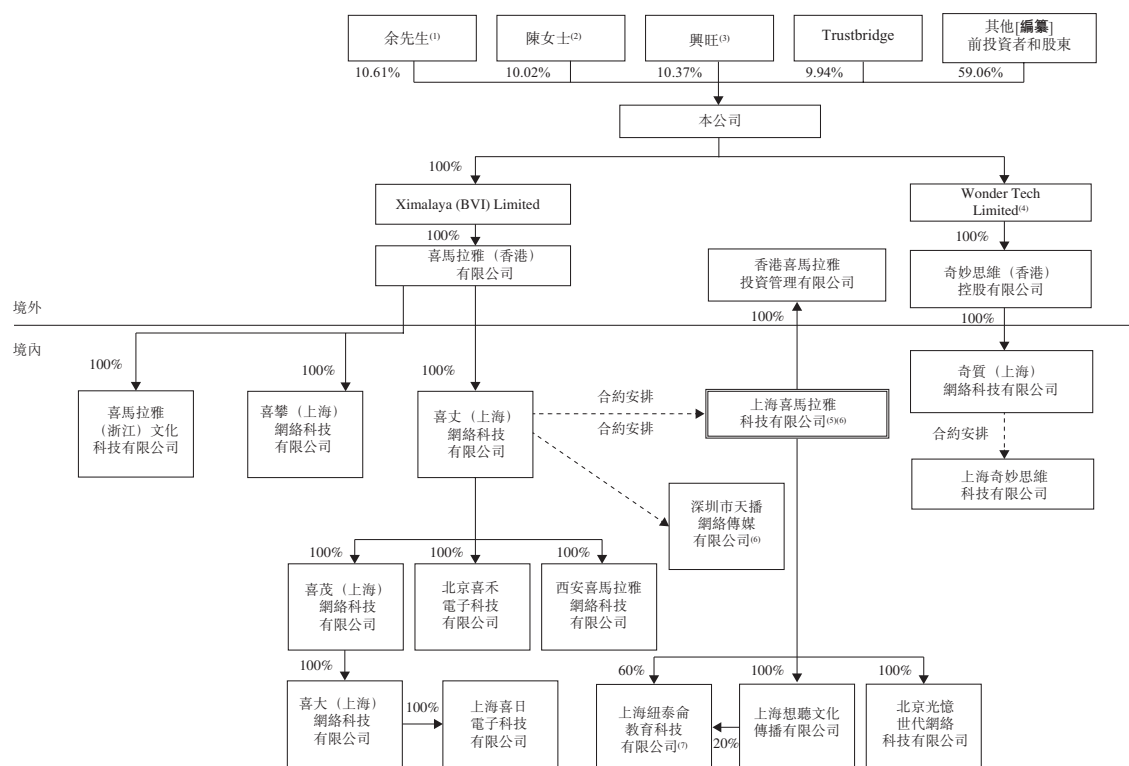 余先生(1)
陳女士(2)
興旺(3)
Trustbridge
其他[編纂]
前投資者和股東
10.61%
10.02%
10.37%
9.94%
59.06%
本公司
100%
100%
Ximalaya (BVI) Limited
Wonder Tech
Limited(4)
100%
100%
喜馬拉雅（香港）
有限公司
香港喜馬拉雅
投資管理有限公司
奇妙思維（香港）
控股有限公司
境外
100%
100%
境內
100%
100%
100%
喜馬拉雅
（浙江）文化
科技有限公司
喜攀（上海）
網絡科技
有限公司
喜丈（上海）
網絡科技
有限公司
合約安排
合約安排
上海喜馬拉雅
科技有限公司(5)(6)
奇質（上海）
網絡科技有限公司
合約安排
上海奇妙思維
科技有限公司
深圳市天播
網絡傳媒
有限公司(6)
100%
100%
100%
喜茂（上海）
網絡科技
有限公司
北京喜禾
電子科技
有限公司
西安喜馬拉雅
網絡科技
有限公司
100%
60%
100%
100%
喜大（上海）
網絡科技
有限公司
100%
上海喜日
電子科技
有限公司
上海紐泰侖
教育科技
有限公司(7)
20%
上海想聽文化
傳播有限公司
北京光憶
世代網絡
科技有限公司